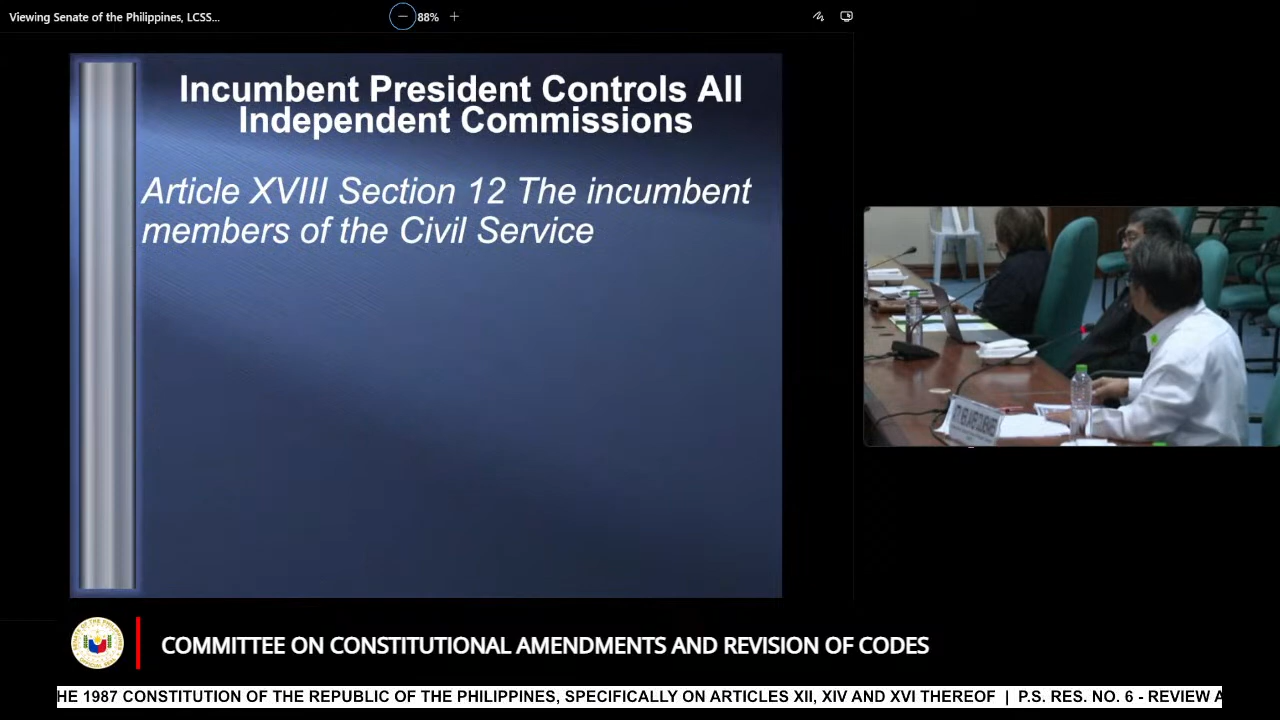 Viewing Senate of the Philippines, LCSS...
88%
Incumbent President Controls All
Independent Commissions
Article XVIII Section 12 The incumbent
members of the Civil Service
COMMITTEE ON CONSTITUTIONAL AMENDMENTS AND REVISION OF CODES
HE 1987 CONSTITUTION OF THE REPUBLIC OF THE PHILIPPINES, SPECIFICALLY ON ARTICLES XII, XIV AND XVI THEREOF | P.S. RES. NO. 6 - REVIEW